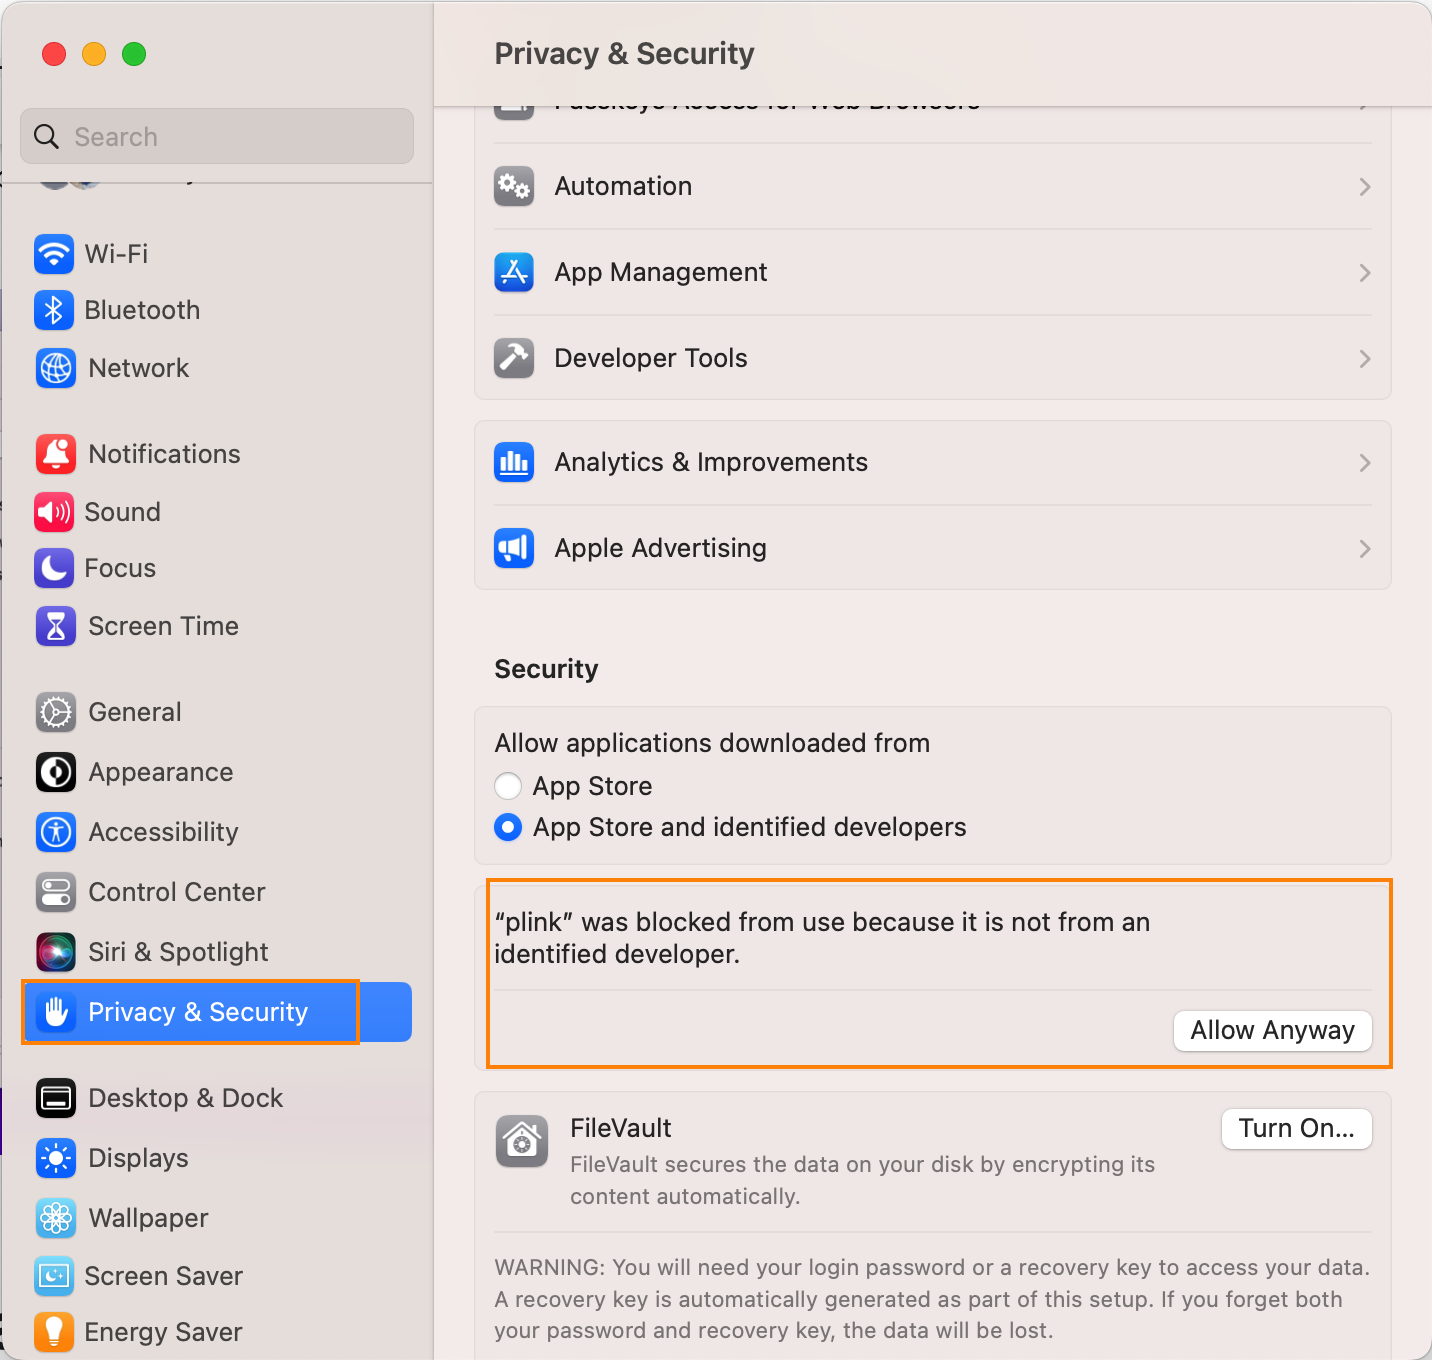 Privacy & Security
Search
Wi-Fi
Bluetooth
Network
Notifications
Sound
Focus
Screen Time
General
Appearance
Accessibility
Control Center
Siri & Spotlight
Privacy & Security
Desktop & Dock
Displays
Wallpaper
Screen Saver
Energy Saver
Passkeys Access for Web Browsers
Automation
App Management
Developer Tools
Analytics & Improvements
Apple Advertising
Security
Allow applications downloaded from
App Store
App Store and identified developers
“plink” was blocked from use because it is not from an
identified developer.
Allow Anyway
FileVault
Turn On...
FileVault secures the data on your disk by encrypting its
content automatically.
WARNING: You will need your login password or a recovery key to access your data.
A recovery key is automatically generated as part of this setup. If you forget both
your password and recovery key, the data will be lost.